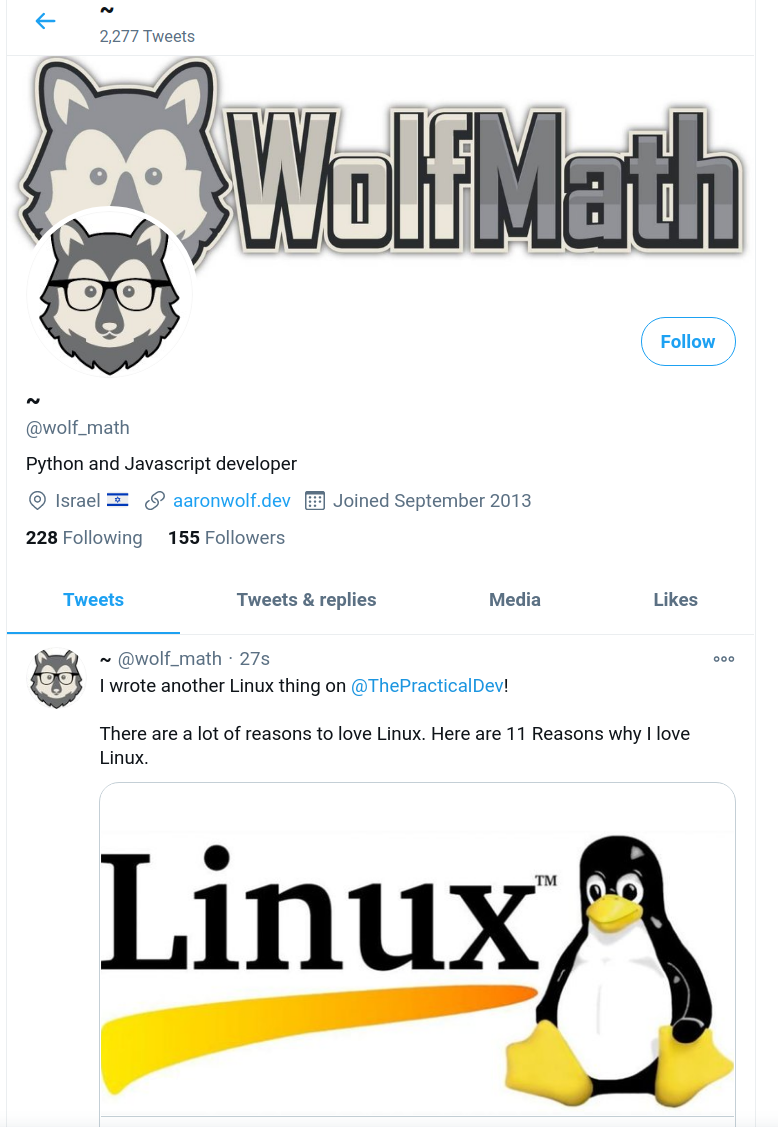 ~
2,277 Tweets
WolfMath
Follow
~
@wolf_math
Python and Javascript developer
Israel 🇮🇱 aaronwolf.dev Joined September 2013
228 Following 155 Followers
Tweets Tweets & replies Media Likes
~ @wolf_math · 27s
I wrote another Linux thing on @ThePracticalDev!
There are a lot of reasons to love Linux. Here are 11 Reasons why I love
Linux.
Linux™